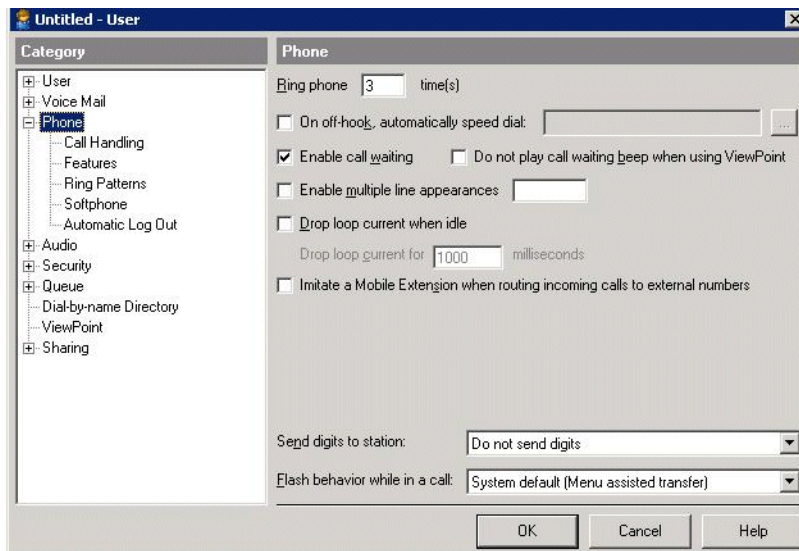 Untitled - User
Category
User
Voice Mail
Phone
Call Handling
Features
Ring Patterns
Softphone
Automatic Log Out
Audio
Security
Queue
Dial-by-name Directory
ViewPoint
Sharing
Phone
Ring phone 3 time(s)
On off-hook, automatically speed dial: ...
Enable call waiting Do not play call waiting beep when using ViewPoint
Enable multiple line appearances
Drop loop current when idle
Drop loop current for 1000 milliseconds
Imitate a Mobile Extension when routing incoming calls to external numbers
Send digits to station: Do not send digits
Flash behavior while in a call: System default (Menu assisted transfer)
OK Cancel Help